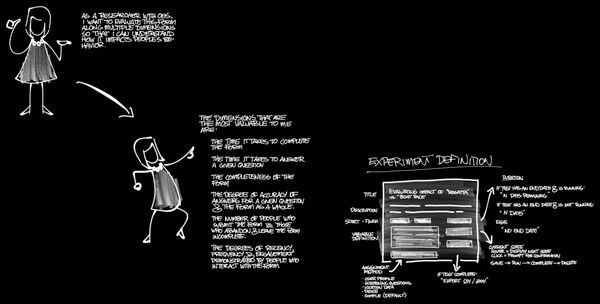 AS A RESEARCHER WITH OES,
I WANT TO EVALUATE THE FORM
ALONG MULTIPLE DIMENSIONS
SO THAT I CAN UNDERSTAND
HOW IT IMPACTS PEOPLE'S BE-
HAVIOR.
THE DIMENSIONS THAT ARE
THE MOST VALUABLE TO ME
ARE:
THE TIME IT TAKES TO COMPLETE
THE FORM
THE TIME IT TAKES TO ANSWER
A GIVEN QUESTION
THE COMPLETENESS OF THE
FORM
THE DEGREE OF ACCURACY OF
ANSWERS FOR A GIVEN QUESTION
& THE FORM AS A WHOLE.
THE NUMBER OF PEOPLE WHO
SUBMIT THE FORM VS. THOSE
WHO ABANDON & LEAVE THE FORM
INCOMPLETE.
THE DEGREES OF RECENCY,
FREQUENCY & ENGAGEMENT
DEMONSTRATED BY PEOPLE WHO
INTERACT WITH THE FORM.
EXPERIMENT DEFINITION
TITLE
EVALUATING IMPACT OF "REGATTA"
VS "BOAT RACE"
DESCRIPTION
START - FINISH
VARIABLE
DEFINITION
ASSIGNMENT
METHOD:
- USER PROFILE
- SCREENING QUESTIONS
- LOCATION DATA
- DEVICE
- SAMPLE (DEFAULT)
IF TEST COMPLETE:
"EXPORT CSV / JSON"
DURATION
IF TEST HAS AN END DATE & IS RUNNING:
"N DAYS REMAINING"
IF TEST HAS AN END DATE & IS NOT RUNNING:
"N DAYS"
ELSE:
"NO END DATE"
CURRENT STATE
HOVER = DISPLAY NEXT STATE
CLICK = PROMPT FOR CONFIRMATION
SAVE → RUN → COMPLETE → DELETE